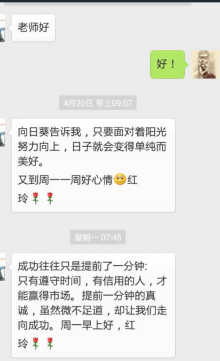 老师好
好！
4月20日 早上09:07
向日葵告诉我，只要面对着阳光
努力向上，日子就会变得单纯而
美好。
又到周一一周好心情😊红
玲🌹🌹
星期一 07:45
成功往往只是提前了一分钟:
只有遵守时间，有信用的人，才
能赢得市场。提前一分钟的真
诚，虽然微不足道，却让我们走
向成功。周一早上好，红
玲🌹🌹